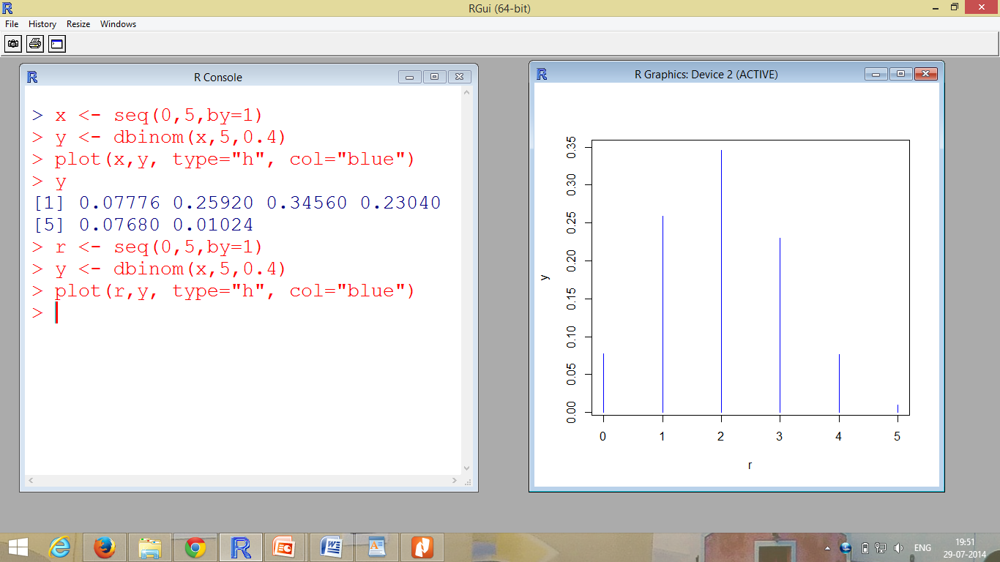 RGui (64-bit)
File History Resize Windows
R Console
> x <- seq(0,5,by=1)
> y <- dbinom(x,5,0.4)
> plot(x,y, type="h", col="blue")
> y
[1] 0.07776 0.25920 0.34560 0.23040
[5] 0.07680 0.01024
> r <- seq(0,5,by=1)
> y <- dbinom(x,5,0.4)
> plot(r,y, type="h", col="blue")
>
R Graphics: Device 2 (ACTIVE)
0.35
0.30
0.25
0.20
0.15
0.10
0.05
0.00
y
0 1 2 3 4 5
r
ENG
19:51
29-07-2014